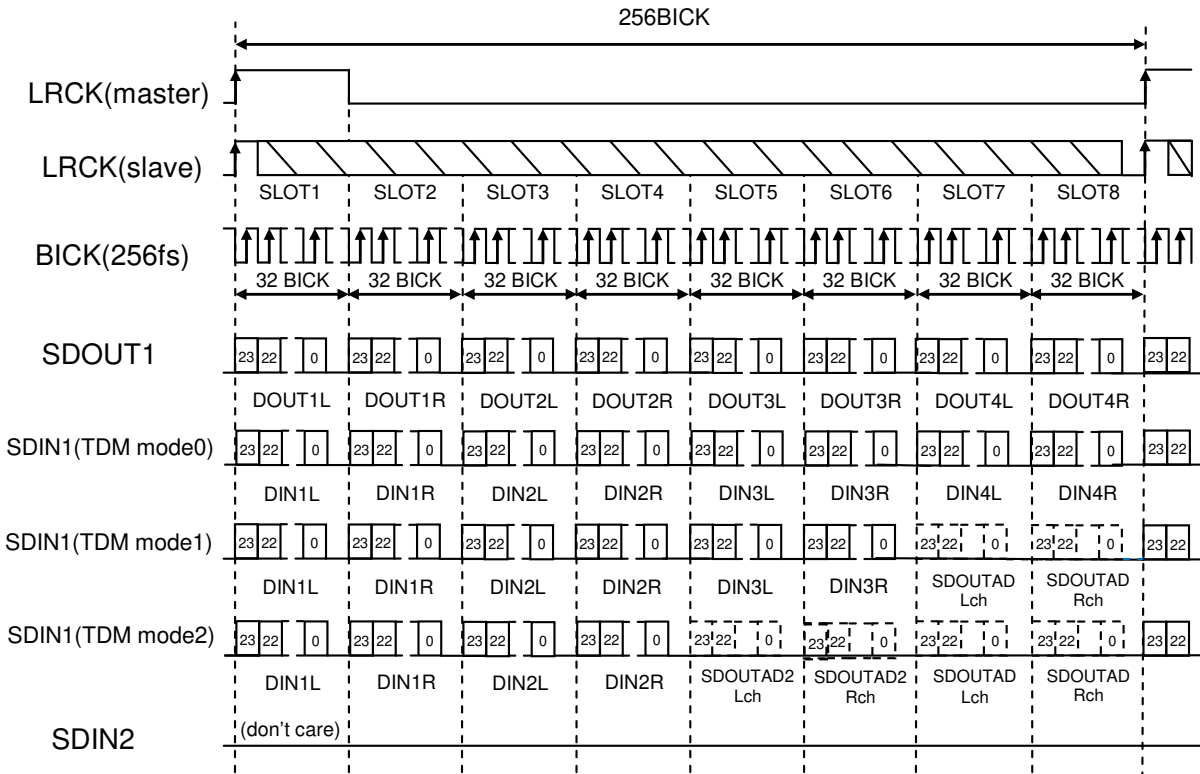 256BICK
LRCK(master)
LRCK(slave)
SLOT1 SLOT2 SLOT3 SLOT4 SLOT5 SLOT6 SLOT7 SLOT8
BICK(256fs)
32 BICK 32 BICK 32 BICK 32 BICK 32 BICK 32 BICK 32 BICK 32 BICK
SDOUT1
23 22 0 23 22 0 23 22 0 23 22 0 23 22 0 23 22 0 23 22 0 23 22 0 23 22
DOUT1L DOUT1R DOUT2L DOUT2R DOUT3L DOUT3R DOUT4L DOUT4R
SDIN1(TDM mode0)
23 22 0 23 22 0 23 22 0 23 22 0 23 22 0 23 22 0 23 22 0 23 22 0 23 22
DIN1L DIN1R DIN2L DIN2R DIN3L DIN3R DIN4L DIN4R
SDIN1(TDM mode1)
23 22 0 23 22 0 23 22 0 23 22 0 23 22 0 23 22 0 23 22 0 23 22 0 23 22
DIN1L DIN1R DIN2L DIN2R DIN3L DIN3R SDOUTAD SDOUTAD
Lch Rch
SDIN1(TDM mode2)
23 22 0 23 22 0 23 22 0 23 22 0 23 22 0 23 22 0 23 22 0 23 22 0 23 22
DIN1L DIN1R DIN2L DIN2R SDOUTAD2 SDOUTAD2 SDOUTAD SDOUTAD
Lch Rch Lch Rch
(don't care)
SDIN2